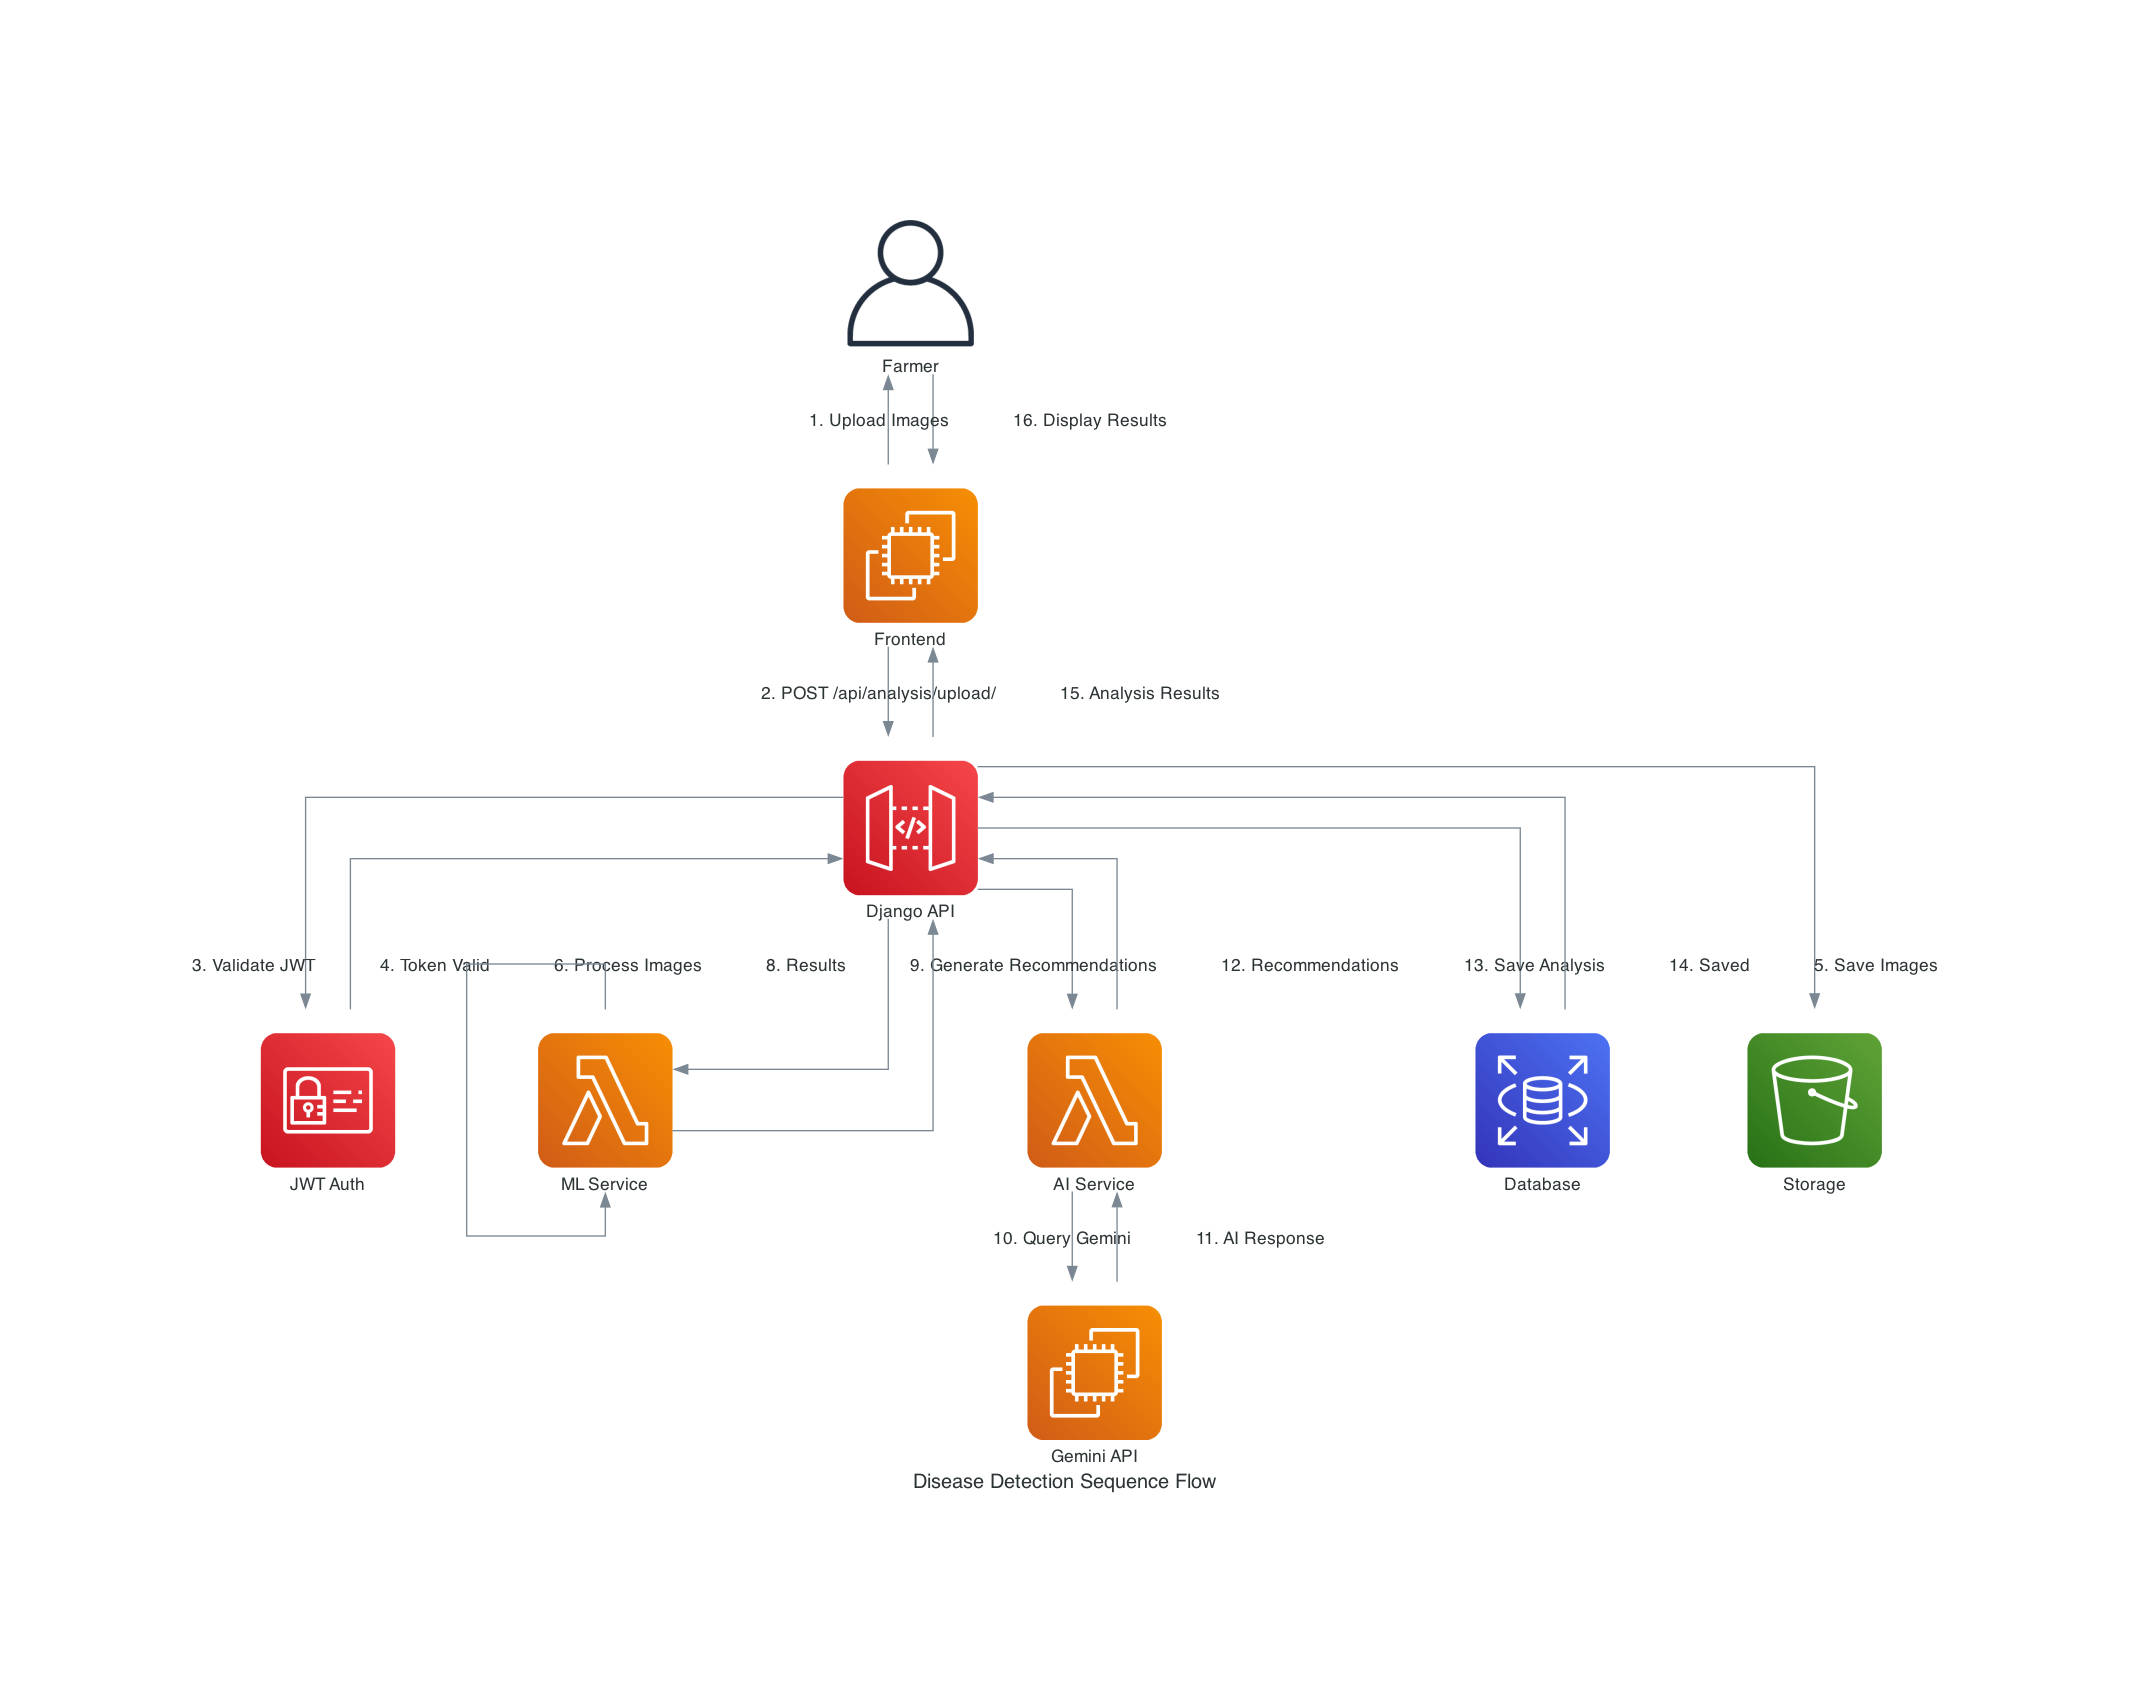 Farmer
1. Upload Images
16. Display Results
Frontend
2. POST /api/analysis/upload/
15. Analysis Results
Django API
3. Validate JWT
4. Token Valid
6. Process Images
8. Results
9. Generate Recommendations
12. Recommendations
13. Save Analysis
14. Saved
5. Save Images
JWT Auth
ML Service
AI Service
Database
Storage
10. Query Gemini
11. AI Response
Gemini API
Disease Detection Sequence Flow